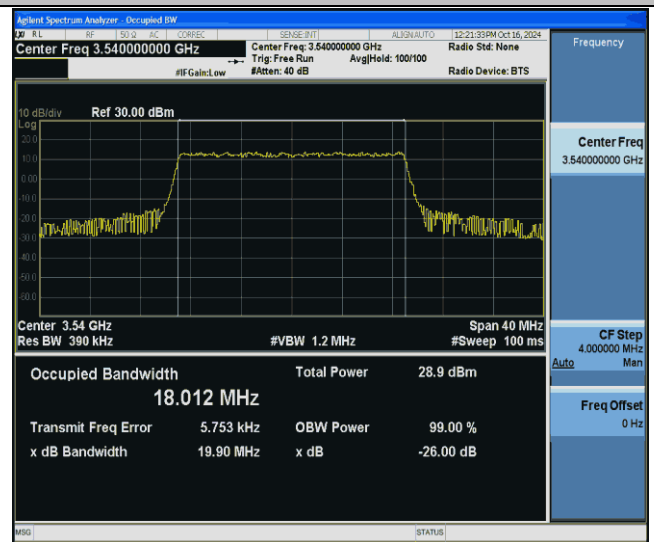 Agilent Spectrum Analyzer - Occupied BW
RL RF 50 Ω AC CORREC SENSE:INT ALIGNAUTO 12:21:33PM Oct 16, 2024
Center Freq 3.540000000 GHz
Center Freq: 3.540000000 GHz
Radio Std: None
Trig: Free Run
Avg|Hold: 100/100
#IFGain:Low
#Atten: 40 dB
Radio Device: BTS
Frequency
10 dB/div
Ref 30.00 dBm
Log
20.0
10.0
0.00
-10.0
-20.0
-30.0
-40.0
-50.0
-60.0
Center 3.54 GHz
Span 40 MHz
Res BW 390 kHz
#VBW 1.2 MHz
#Sweep 100 ms
Occupied Bandwidth
18.012 MHz
Total Power
28.9 dBm
Transmit Freq Error
5.753 kHz
OBW Power
99.00 %
x dB Bandwidth
19.90 MHz
x dB
-26.00 dB
Center Freq
3.540000000 GHz
CF Step
4.000000 MHz
Auto Man
Freq Offset
0 Hz
MSG
STATUS